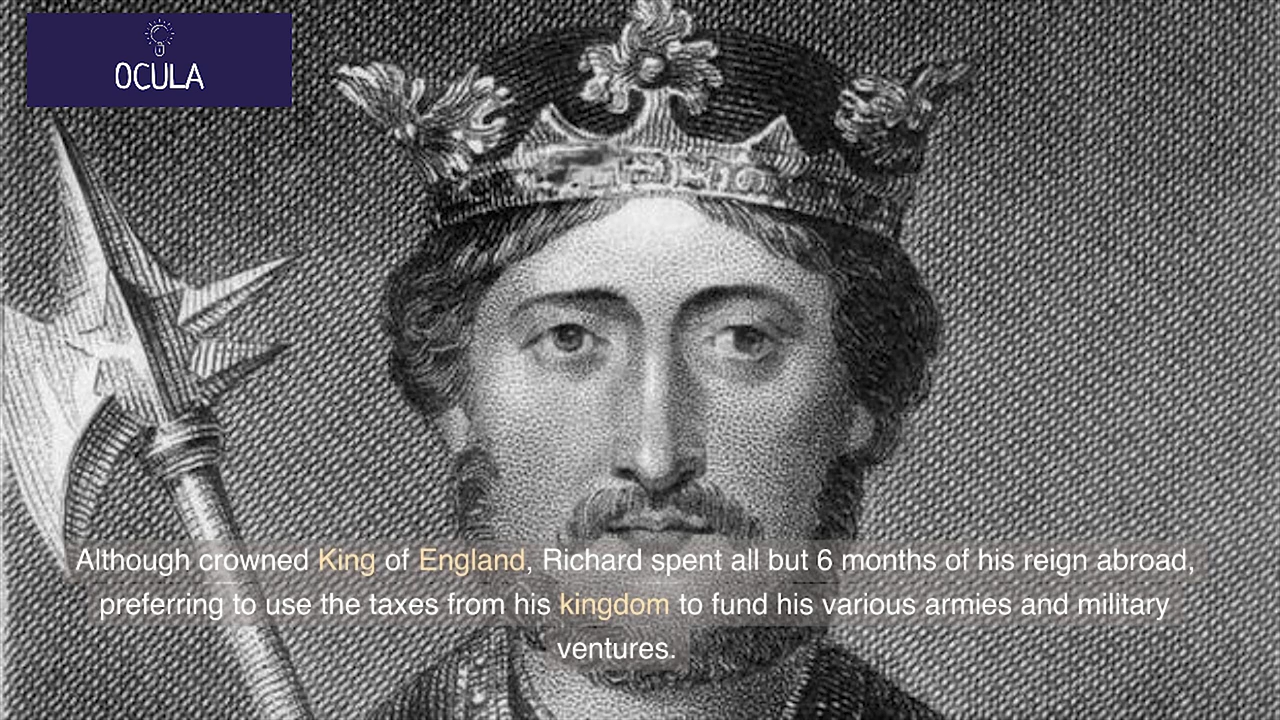 OCULA
Although crowned King of England, Richard spent all but 6 months of his reign abroad,
preferring to use the taxes from his kingdom to fund his various armies and military
ventures.